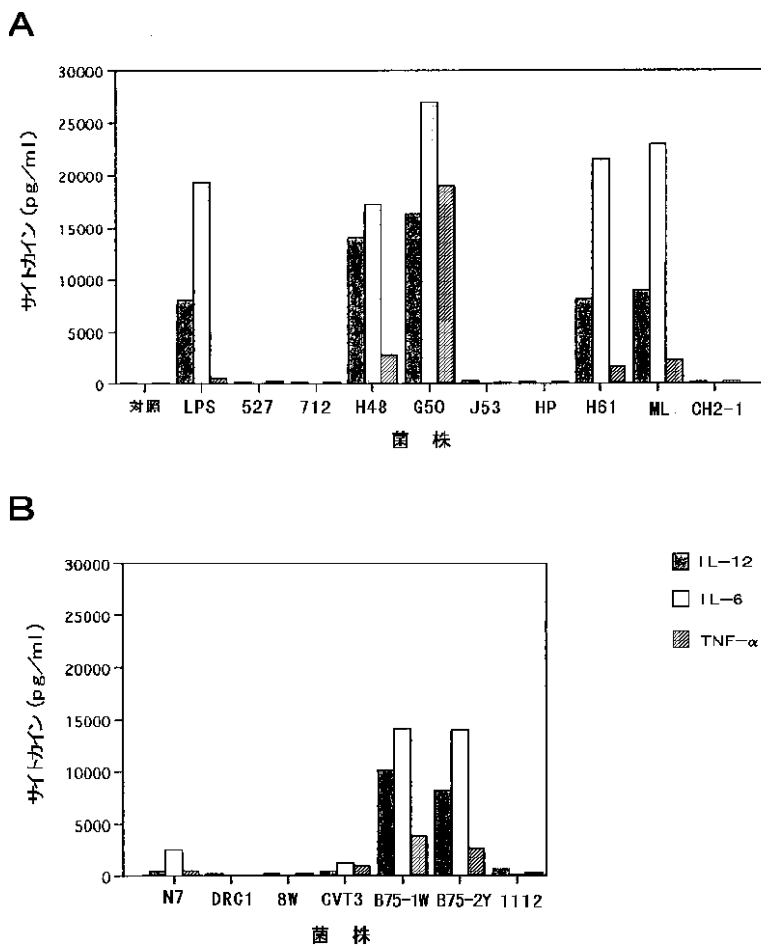 A
30000
25000
20000
15000
10000
5000
0
サイトカイン (pg/ml)
対照 LPS 527 712 H48 G50 J53 HP H61 ML CH2-1
菌 株
B
30000
25000
20000
15000
10000
5000
0
サイトカイン (pg/ml)
N7 DRC1 8W CVT3 B75-1W B75-2Y 1112
菌 株
IL-12
IL-6
TNF-α